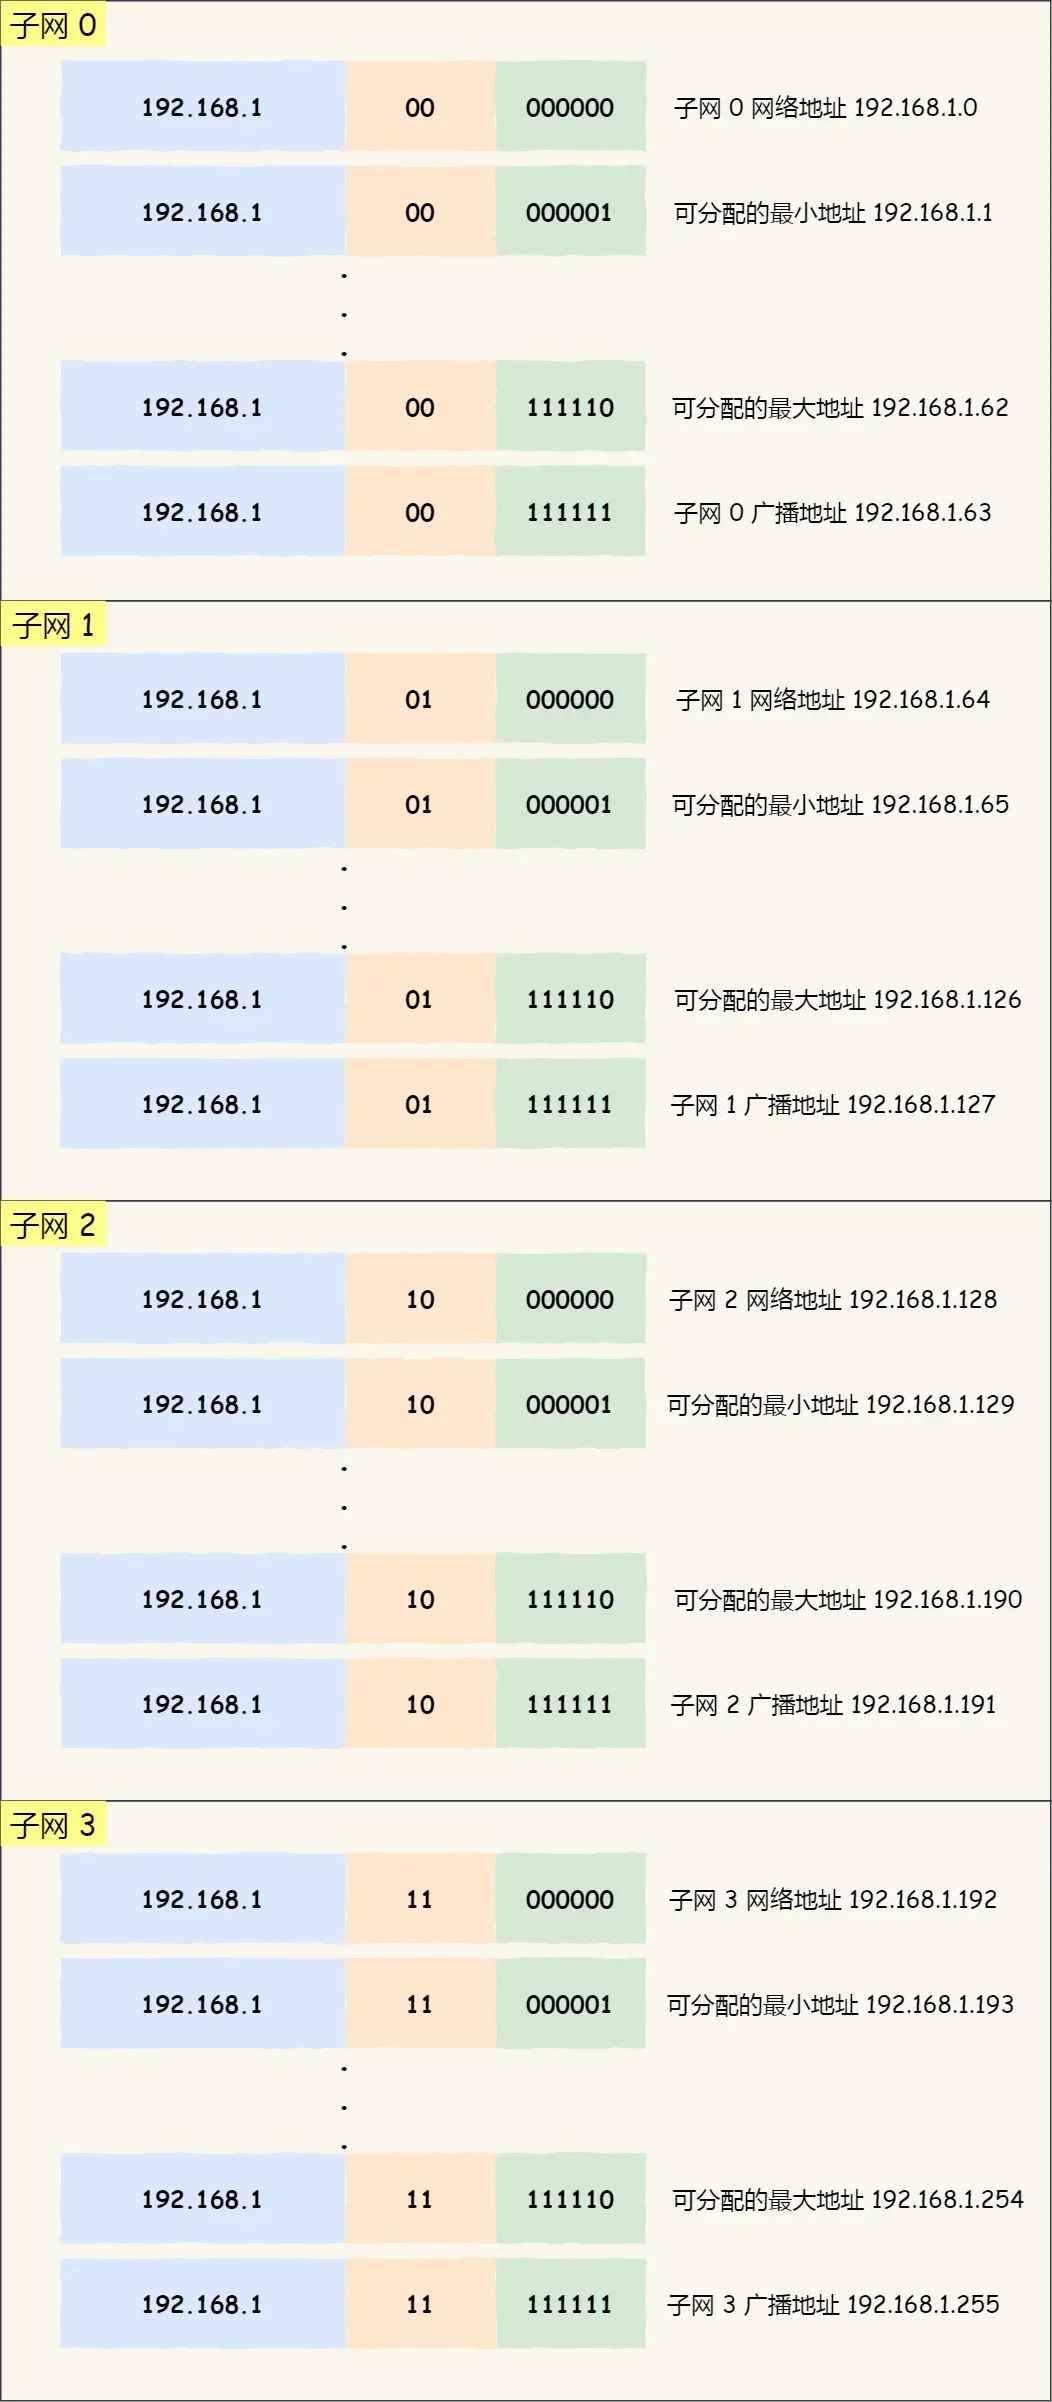 子网 0
192.168.1 00 000000 子网 0 网络地址 192.168.1.0
192.168.1 00 000001 可分配的最小地址 192.168.1.1
192.168.1 00 111110 可分配的最大地址 192.168.1.62
192.168.1 00 111111 子网 0 广播地址 192.168.1.63
子网 1
192.168.1 01 000000 子网 1 网络地址 192.168.1.64
192.168.1 01 000001 可分配的最小地址 192.168.1.65
192.168.1 01 111110 可分配的最大地址 192.168.1.126
192.168.1 01 111111 子网 1 广播地址 192.168.1.127
子网 2
192.168.1 10 000000 子网 2 网络地址 192.168.1.128
192.168.1 10 000001 可分配的最小地址 192.168.1.129
192.168.1 10 111110 可分配的最大地址 192.168.1.190
192.168.1 10 111111 子网 2 广播地址 192.168.1.191
子网 3
192.168.1 11 000000 子网 3 网络地址 192.168.1.192
192.168.1 11 000001 可分配的最小地址 192.168.1.193
192.168.1 11 111110 可分配的最大地址 192.168.1.254
192.168.1 11 111111 子网 3 广播地址 192.168.1.255